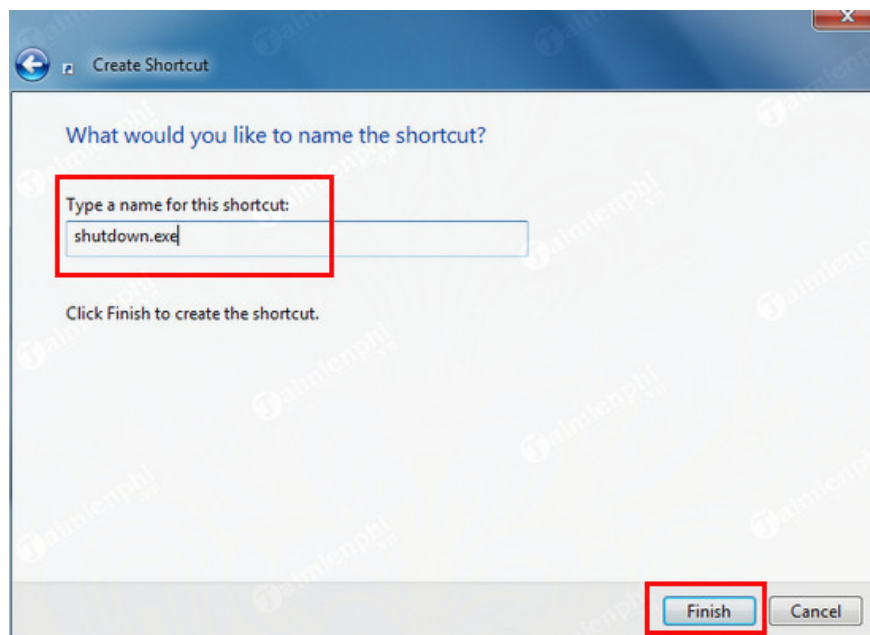 Create Shortcut
What would you like to name the shortcut?
Type a name for this shortcut:
shutdown.exe
Click Finish to create the shortcut.
Finish
Cancel